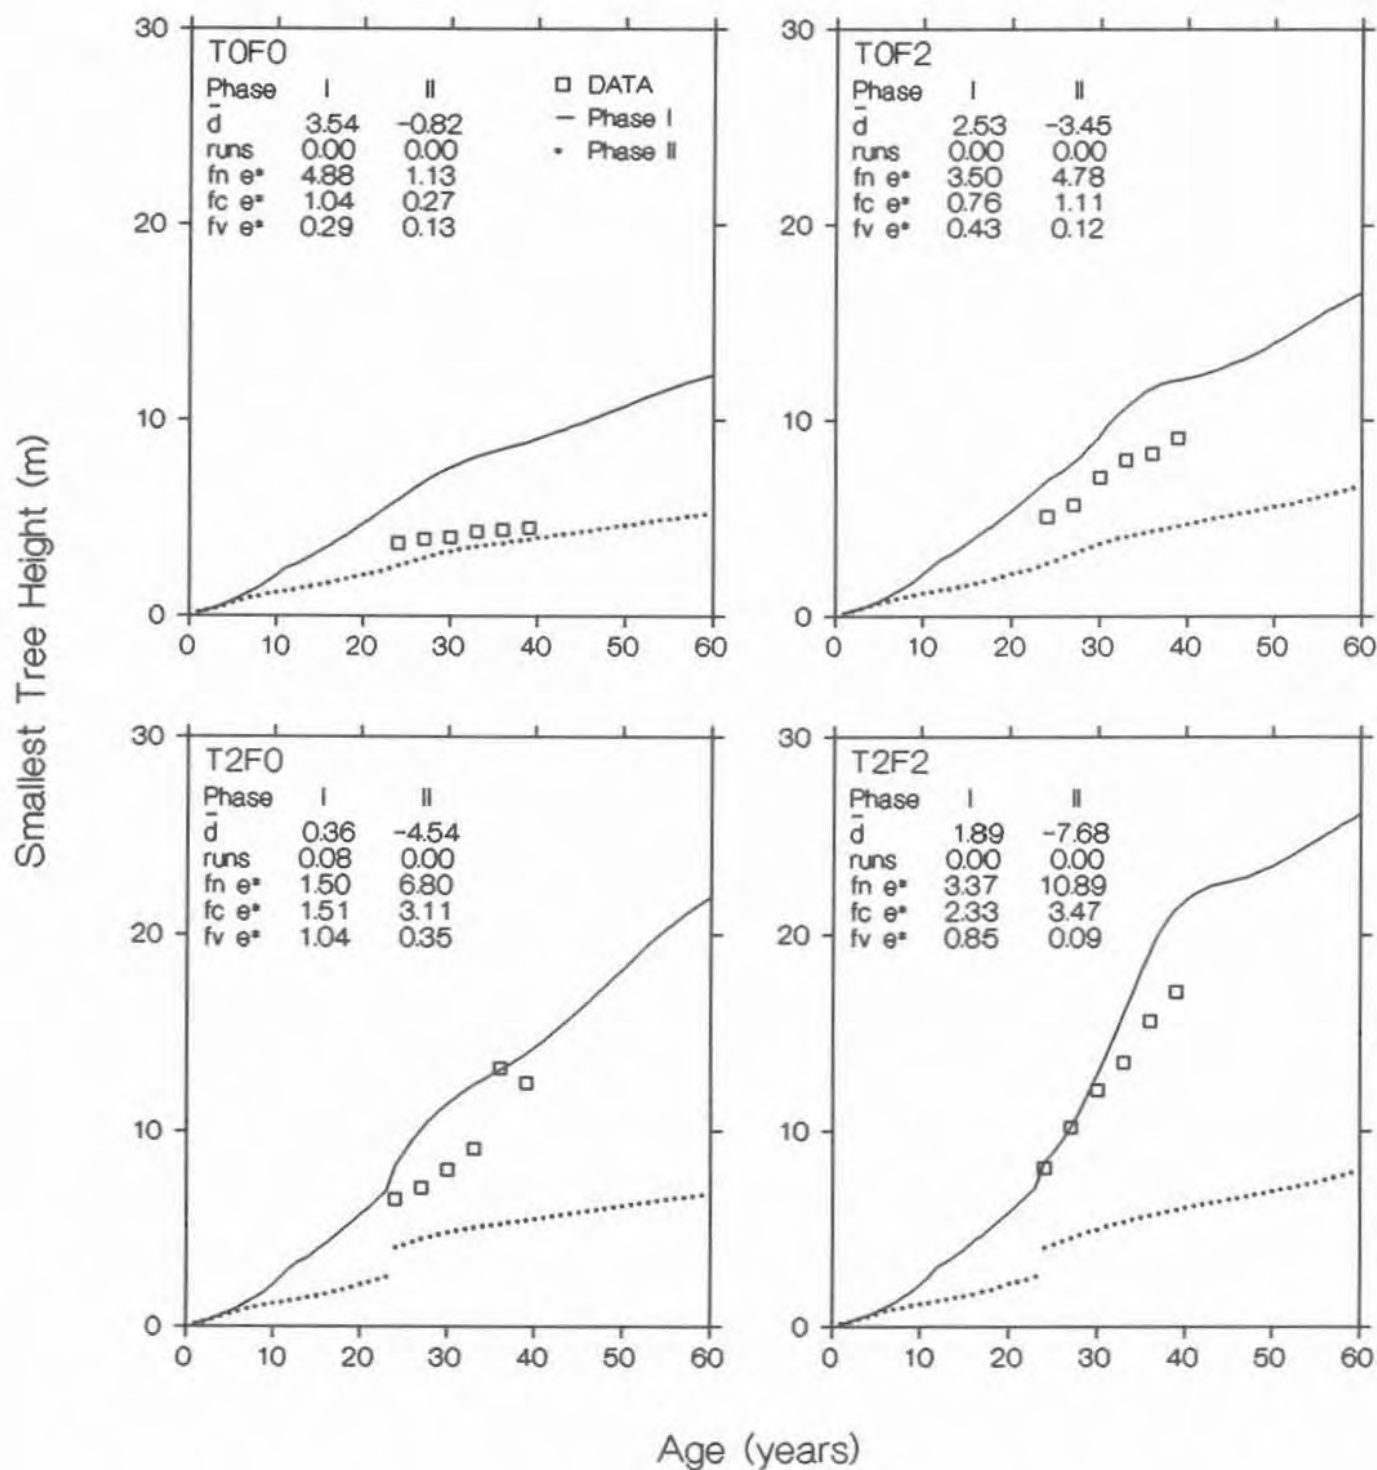 Smallest Tree Height (m)
30
20
10
0
T0F0
Phase I II
d̄ 3.54 -0.82
runs 0.00 0.00
fn e* 4.88 1.13
fc e* 1.04 0.27
fv e* 0.29 0.13
DATA
Phase I
Phase II
0 10 20 30 40 50 60
30
20
10
0
T0F2
Phase I II
d̄ 2.53 -3.45
runs 0.00 0.00
fn e* 3.50 4.78
fc e* 0.76 1.11
fv e* 0.43 0.12
0 10 20 30 40 50 60
30
20
10
0
T2F0
Phase I II
d̄ 0.36 -4.54
runs 0.08 0.00
fn e* 1.50 6.80
fc e* 1.51 3.11
fv e* 1.04 0.35
0 10 20 30 40 50 60
30
20
10
0
T2F2
Phase I II
d̄ 1.89 -7.68
runs 0.00 0.00
fn e* 3.37 10.89
fc e* 2.33 3.47
fv e* 0.85 0.09
0 10 20 30 40 50 60
Age (years)